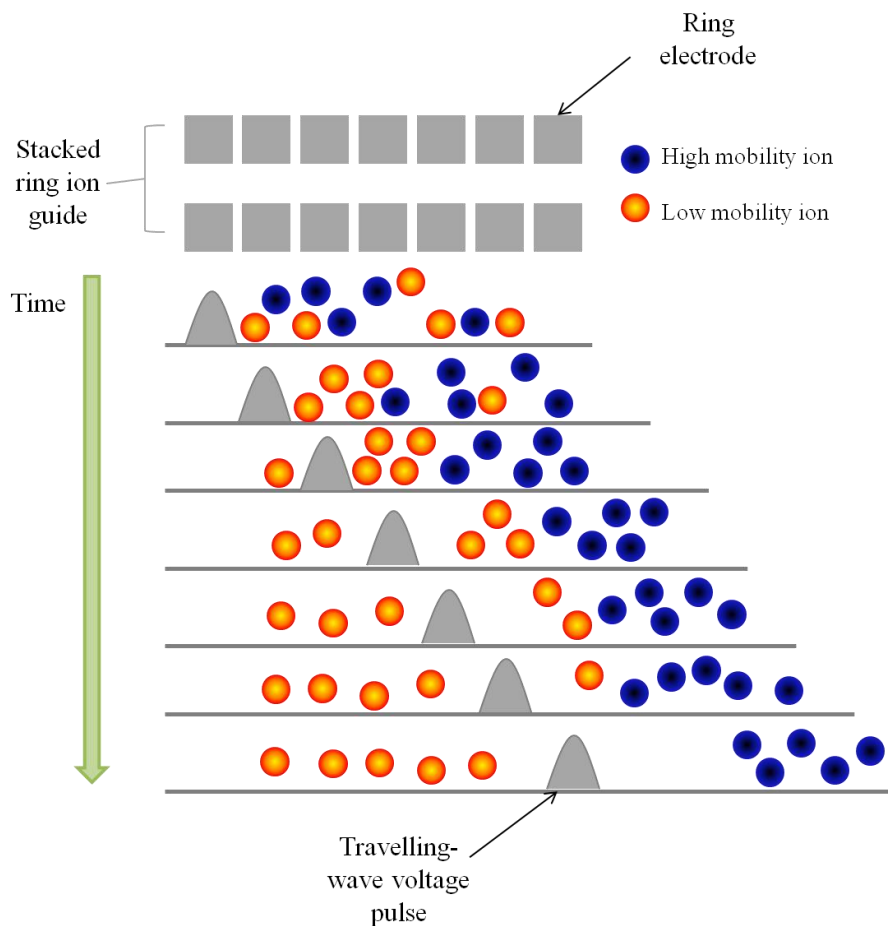 Ring
electrode
Stacked
ring ion
guide
High mobility ion
Low mobility ion
Time
Travelling-
wave voltage
pulse